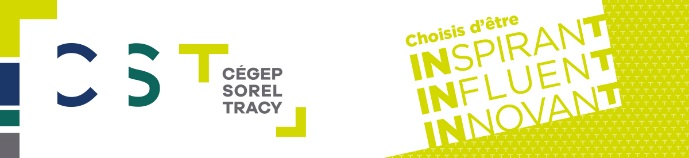 CST
CÉGEP
SOREL
TRACY
Choisis d'être
INSPIRANT
INFLUENT
INNOVANT